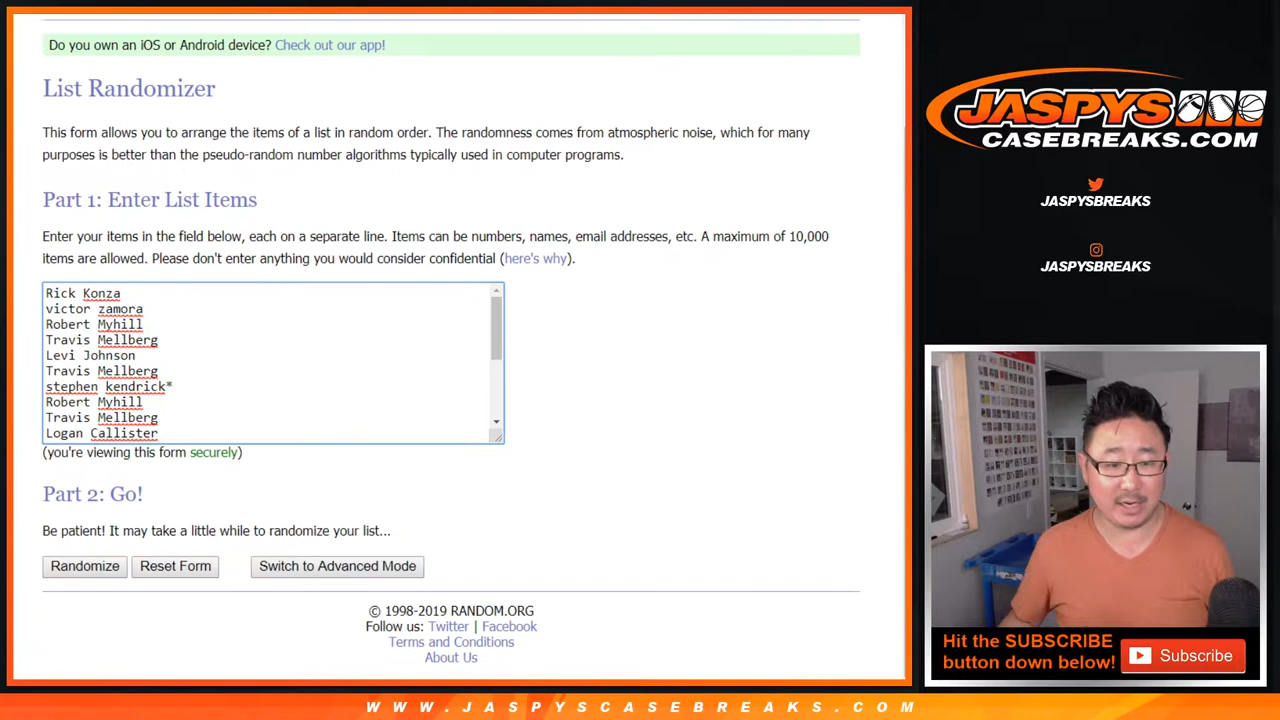 Do you own an iOS or Android device? Check out our app!
List Randomizer
This form allows you to arrange the items of a list in random order. The randomness comes from atmospheric noise, which for many
purposes is better than the pseudo-random number algorithms typically used in computer programs.
Part 1: Enter List Items
Enter your items in the field below, each on a separate line. Items can be numbers, names, email addresses, etc. A maximum of 10,000
items are allowed. Please don't enter anything you would consider confidential (here's why).
Rick Konza
victor zamora
Robert Myhill
Travis Mellberg
Levi Johnson
Travis Mellberg
stephen kendrick*
Robert Myhill
Travis Mellberg
Logan Callister
(you're viewing this form securely)
Part 2: Go!
Be patient! It may take a little while to randomize your list...
Randomize Reset Form Switch to Advanced Mode
© 1998-2019 RANDOM.ORG
Follow us: Twitter | Facebook
Terms and Conditions
About Us
JASPYS
CASEBREAKS.COM
JASPYSBREAKS
JASPYSBREAKS
Hit the SUBSCRIBE
button down below!
Subscribe
WWW.JASPYSCASEBREAKS.COM